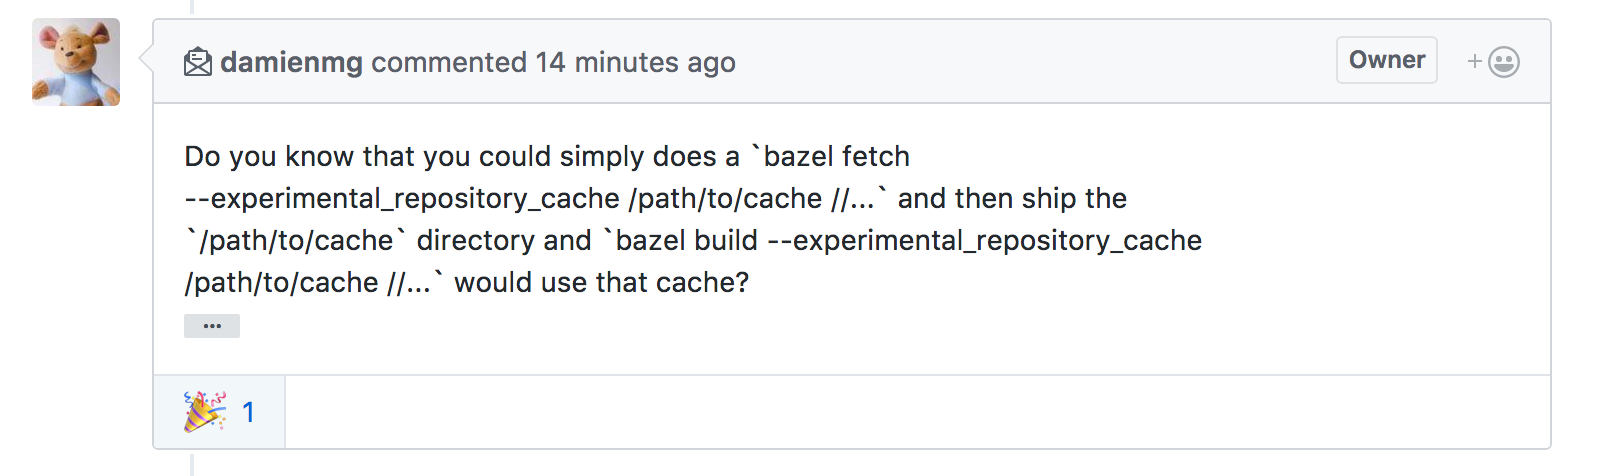 damienmg commented 14 minutes ago Owner +
Do you know that you could simply does a `bazel fetch
--experimental_repository_cache /path/to/cache //...` and then ship the
`/path/to/cache` directory and `bazel build --experimental_repository_cache
/path/to/cache //...` would use that cache?
...
1